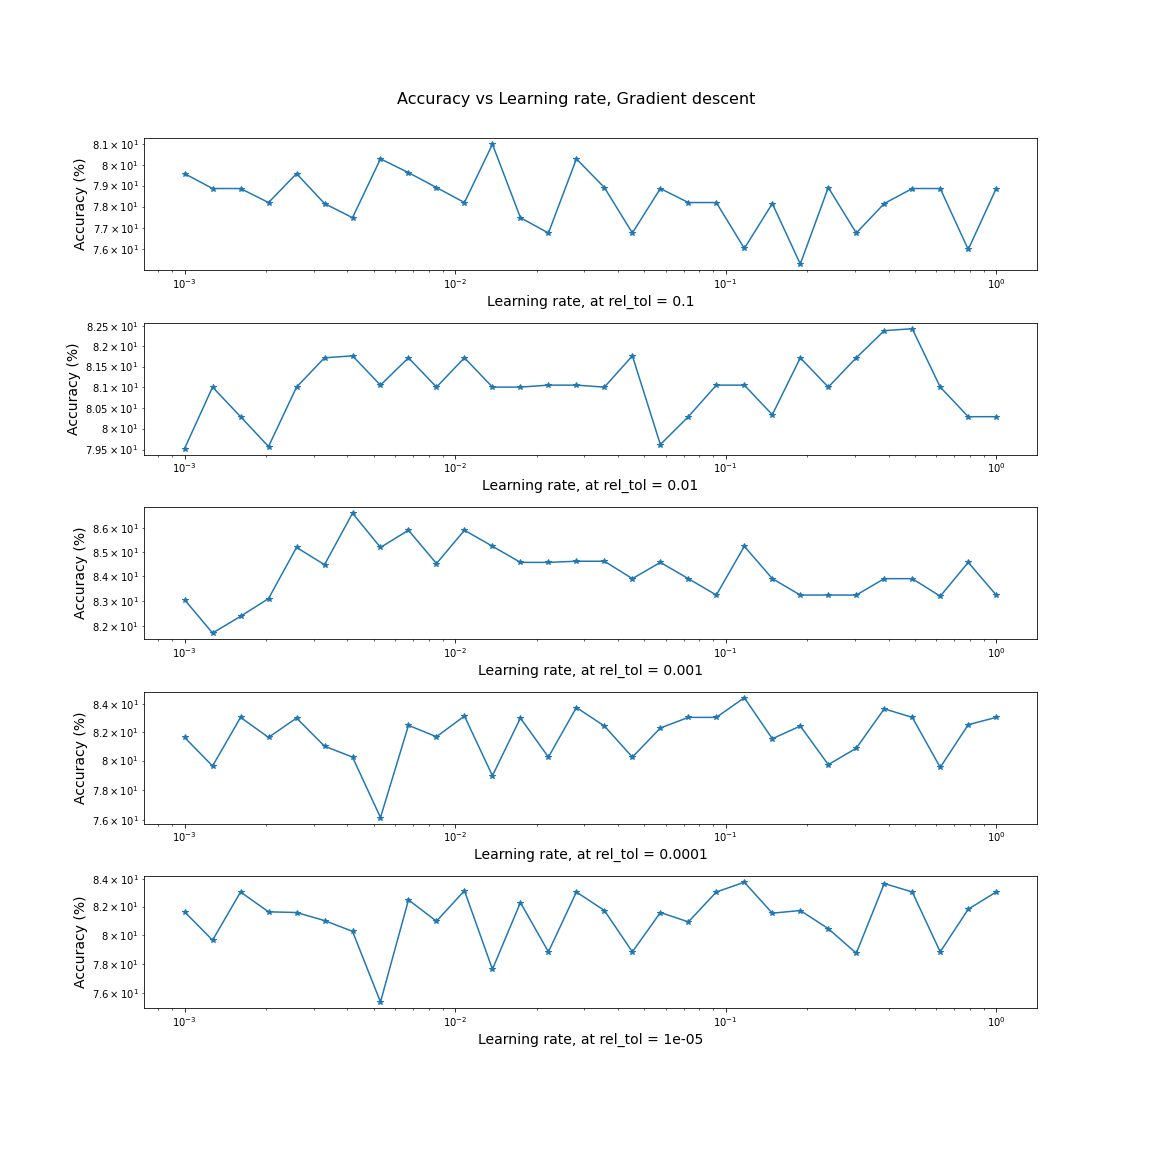 Accuracy vs Learning rate, Gradient descent
Accuracy (%)
8.1 × 10¹
8 × 10¹
7.9 × 10¹
7.8 × 10¹
7.7 × 10¹
7.6 × 10¹
10⁻³ 10⁻² 10⁻¹ 10⁰
Learning rate, at rel_tol = 0.1
Accuracy (%)
8.25 × 10¹
8.2 × 10¹
8.15 × 10¹
8.1 × 10¹
8.05 × 10¹
8 × 10¹
7.95 × 10¹
10⁻³ 10⁻² 10⁻¹ 10⁰
Learning rate, at rel_tol = 0.01
Accuracy (%)
8.6 × 10¹
8.5 × 10¹
8.4 × 10¹
8.3 × 10¹
8.2 × 10¹
10⁻³ 10⁻² 10⁻¹ 10⁰
Learning rate, at rel_tol = 0.001
Accuracy (%)
8.4 × 10¹
8.2 × 10¹
8 × 10¹
7.8 × 10¹
7.6 × 10¹
10⁻³ 10⁻² 10⁻¹ 10⁰
Learning rate, at rel_tol = 0.0001
Accuracy (%)
8.4 × 10¹
8.2 × 10¹
8 × 10¹
7.8 × 10¹
7.6 × 10¹
10⁻³ 10⁻² 10⁻¹ 10⁰
Learning rate, at rel_tol = 1e-05